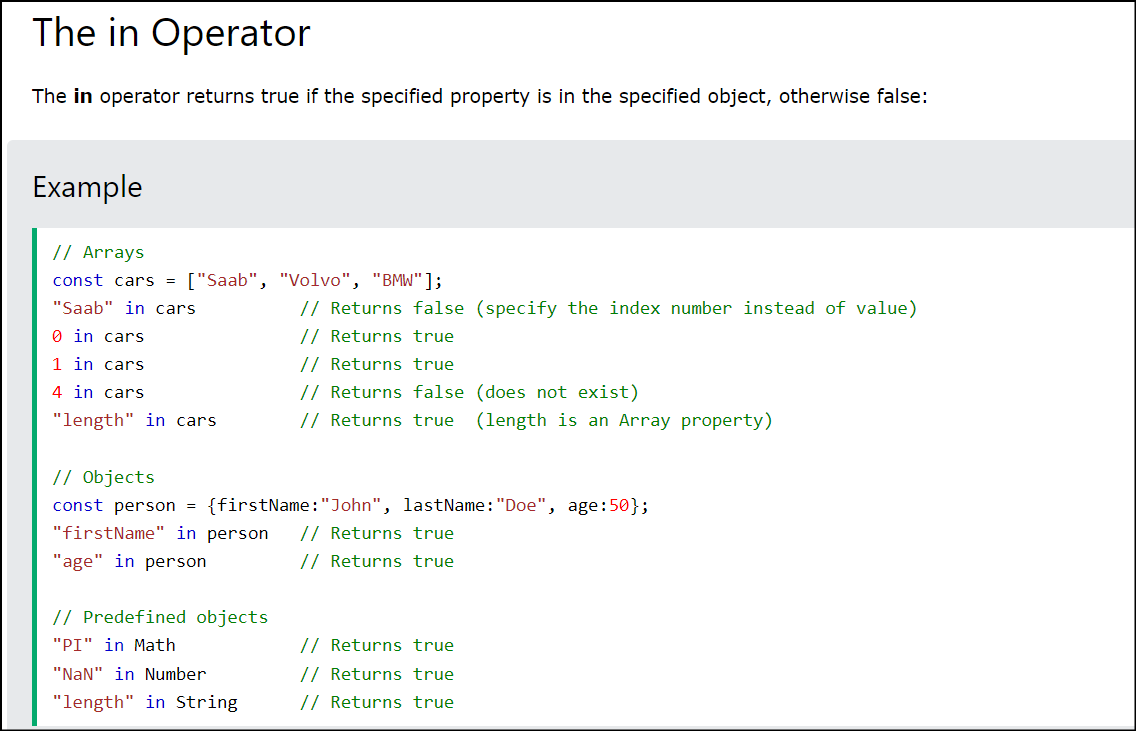 The in Operator
The in operator returns true if the specified property is in the specified object, otherwise false:
Example
// Arrays
const cars = ["Saab", "Volvo", "BMW"];
"Saab" in cars          // Returns false (specify the index number instead of value)
0 in cars               // Returns true
1 in cars               // Returns true
4 in cars               // Returns false (does not exist)
"length" in cars        // Returns true  (length is an Array property)
// Objects
const person = {firstName:"John", lastName:"Doe", age:50};
"firstName" in person   // Returns true
"age" in person         // Returns true
// Predefined objects
"PI" in Math            // Returns true
"NaN" in Number         // Returns true
"length" in String      // Returns true